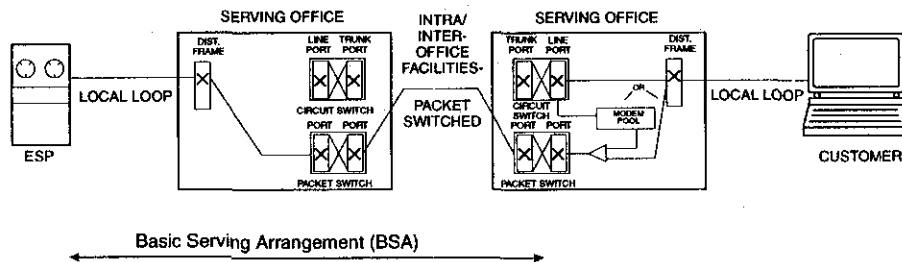 SERVING OFFICE
INTRA/
INTER-
OFFICE
FACILITIES-
PACKET
SWITCHED
SERVING OFFICE
DIST.
FRAME
LINE
PORT
TRUNK
PORT
CIRCUIT SWITCH
PORT
PORT
PACKET SWITCH
LOCAL LOOP
ESP
TRUNK
PORT
LINE
PORT
DIST.
FRAME
CIRCUIT
SWITCH
OR
MODEM
POOL
PORT
PORT
PACKET SWITCH
LOCAL LOOP
CUSTOMER
Basic Serving Arrangement (BSA)